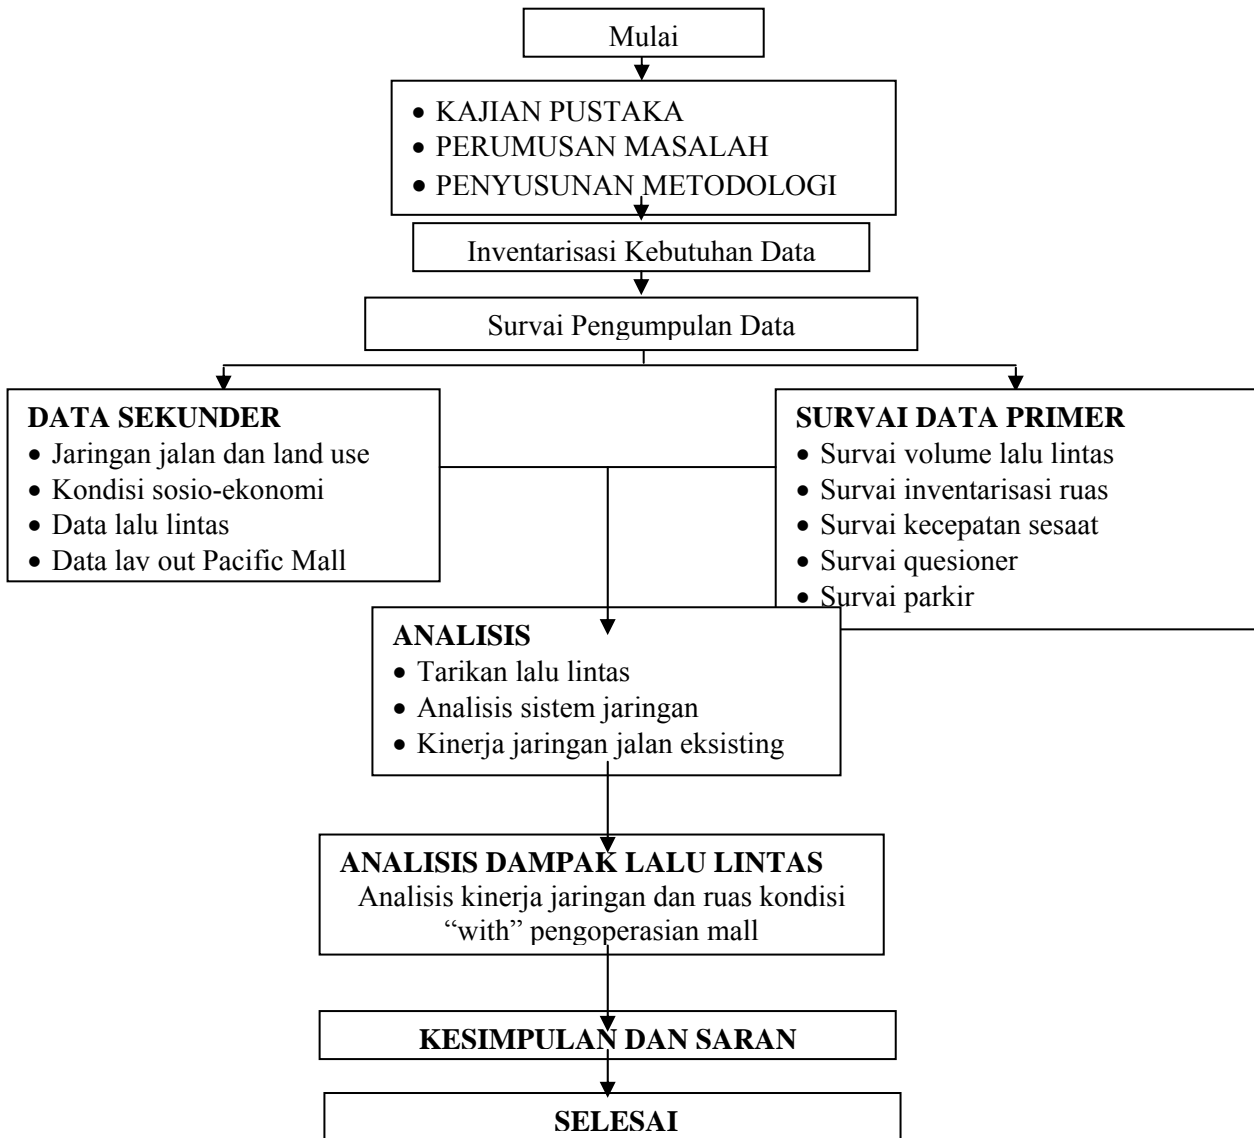 Mulai
• KAJIAN PUSTAKA
• PERUMUSAN MASALAH
• PENYUSUNAN METODOLOGI
Inventarisasi Kebutuhan Data
Survai Pengumpulan Data
DATA SEKUNDER
• Jaringan jalan dan land use
• Kondisi sosio-ekonomi
• Data lalu lintas
• Data lay out Pacific Mall
SURVAI DATA PRIMER
• Survai volume lalu lintas
• Survai inventarisasi ruas
• Survai kecepatan sesaat
• Survai quesioner
• Survai parkir
ANALISIS
• Tarikan lalu lintas
• Analisis sistem jaringan
• Kinerja jaringan jalan eksisting
ANALISIS DAMPAK LALU LINTAS
Analisis kinerja jaringan dan ruas kondisi
“with” pengoperasian mall
KESIMPULAN DAN SARAN
SELESAI